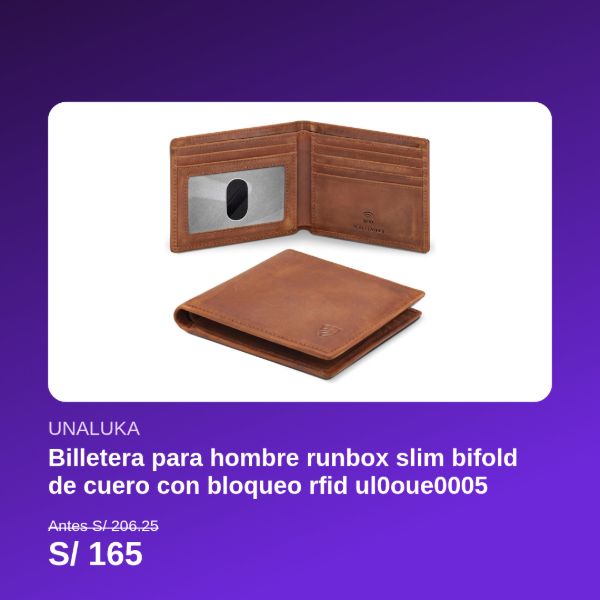 UNALUKA
Billetera para hombre runbox slim bifold
de cuero con bloqueo rfid ul0oue0005
Antes S/ 206.25
S/ 165